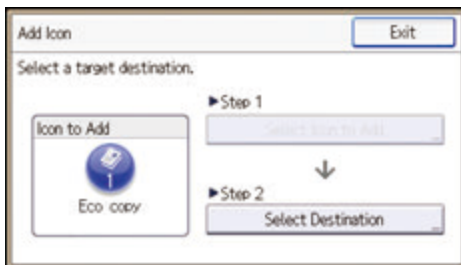 Add Icon
Exit
Select a target destination.
►Step 1
Icon to Add
Select Icon to Add
1
Eco copy
►Step 2
Select Destination